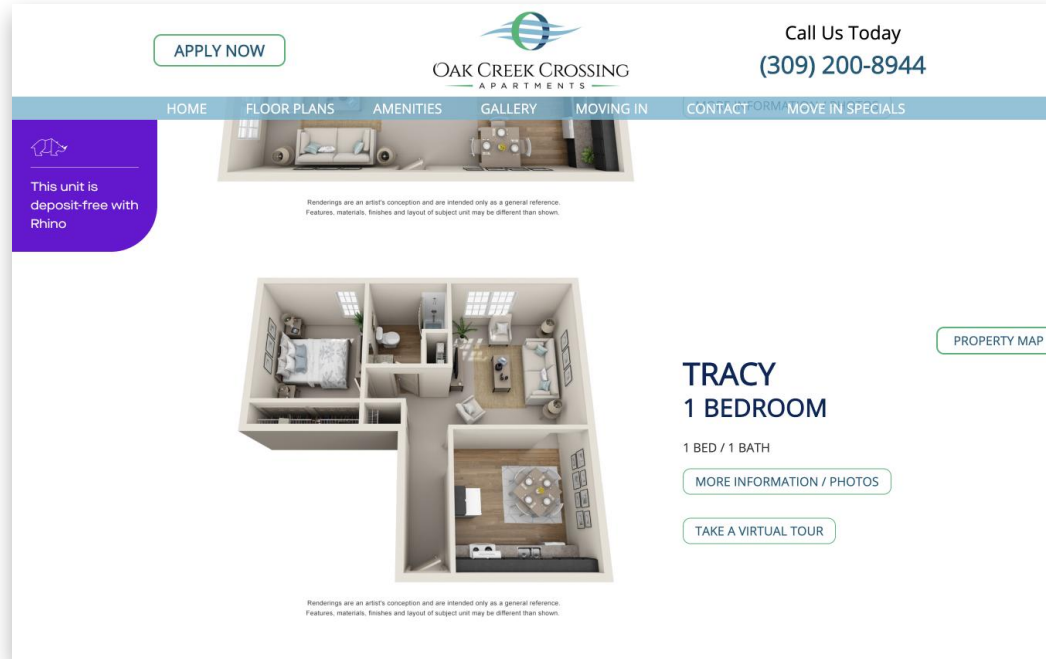 APPLY NOW
OAK CREEK CROSSING
APARTMENTS
Call Us Today
(309) 200-8944
HOME FLOOR PLANS AMENITIES GALLERY MOVING IN CONTACT MOVE IN SPECIALS
MORE INFORMATION / PHOTOS
This unit is
deposit-free with
Rhino
Renderings are an artist's conception and are intended only as a general reference.
Features, materials, finishes and layout of subject unit may be different than shown.
PROPERTY MAP
TRACY
1 BEDROOM
1 BED / 1 BATH
MORE INFORMATION / PHOTOS
TAKE A VIRTUAL TOUR
Renderings are an artist's conception and are intended only as a general reference.
Features, materials, finishes and layout of subject unit may be different than shown.